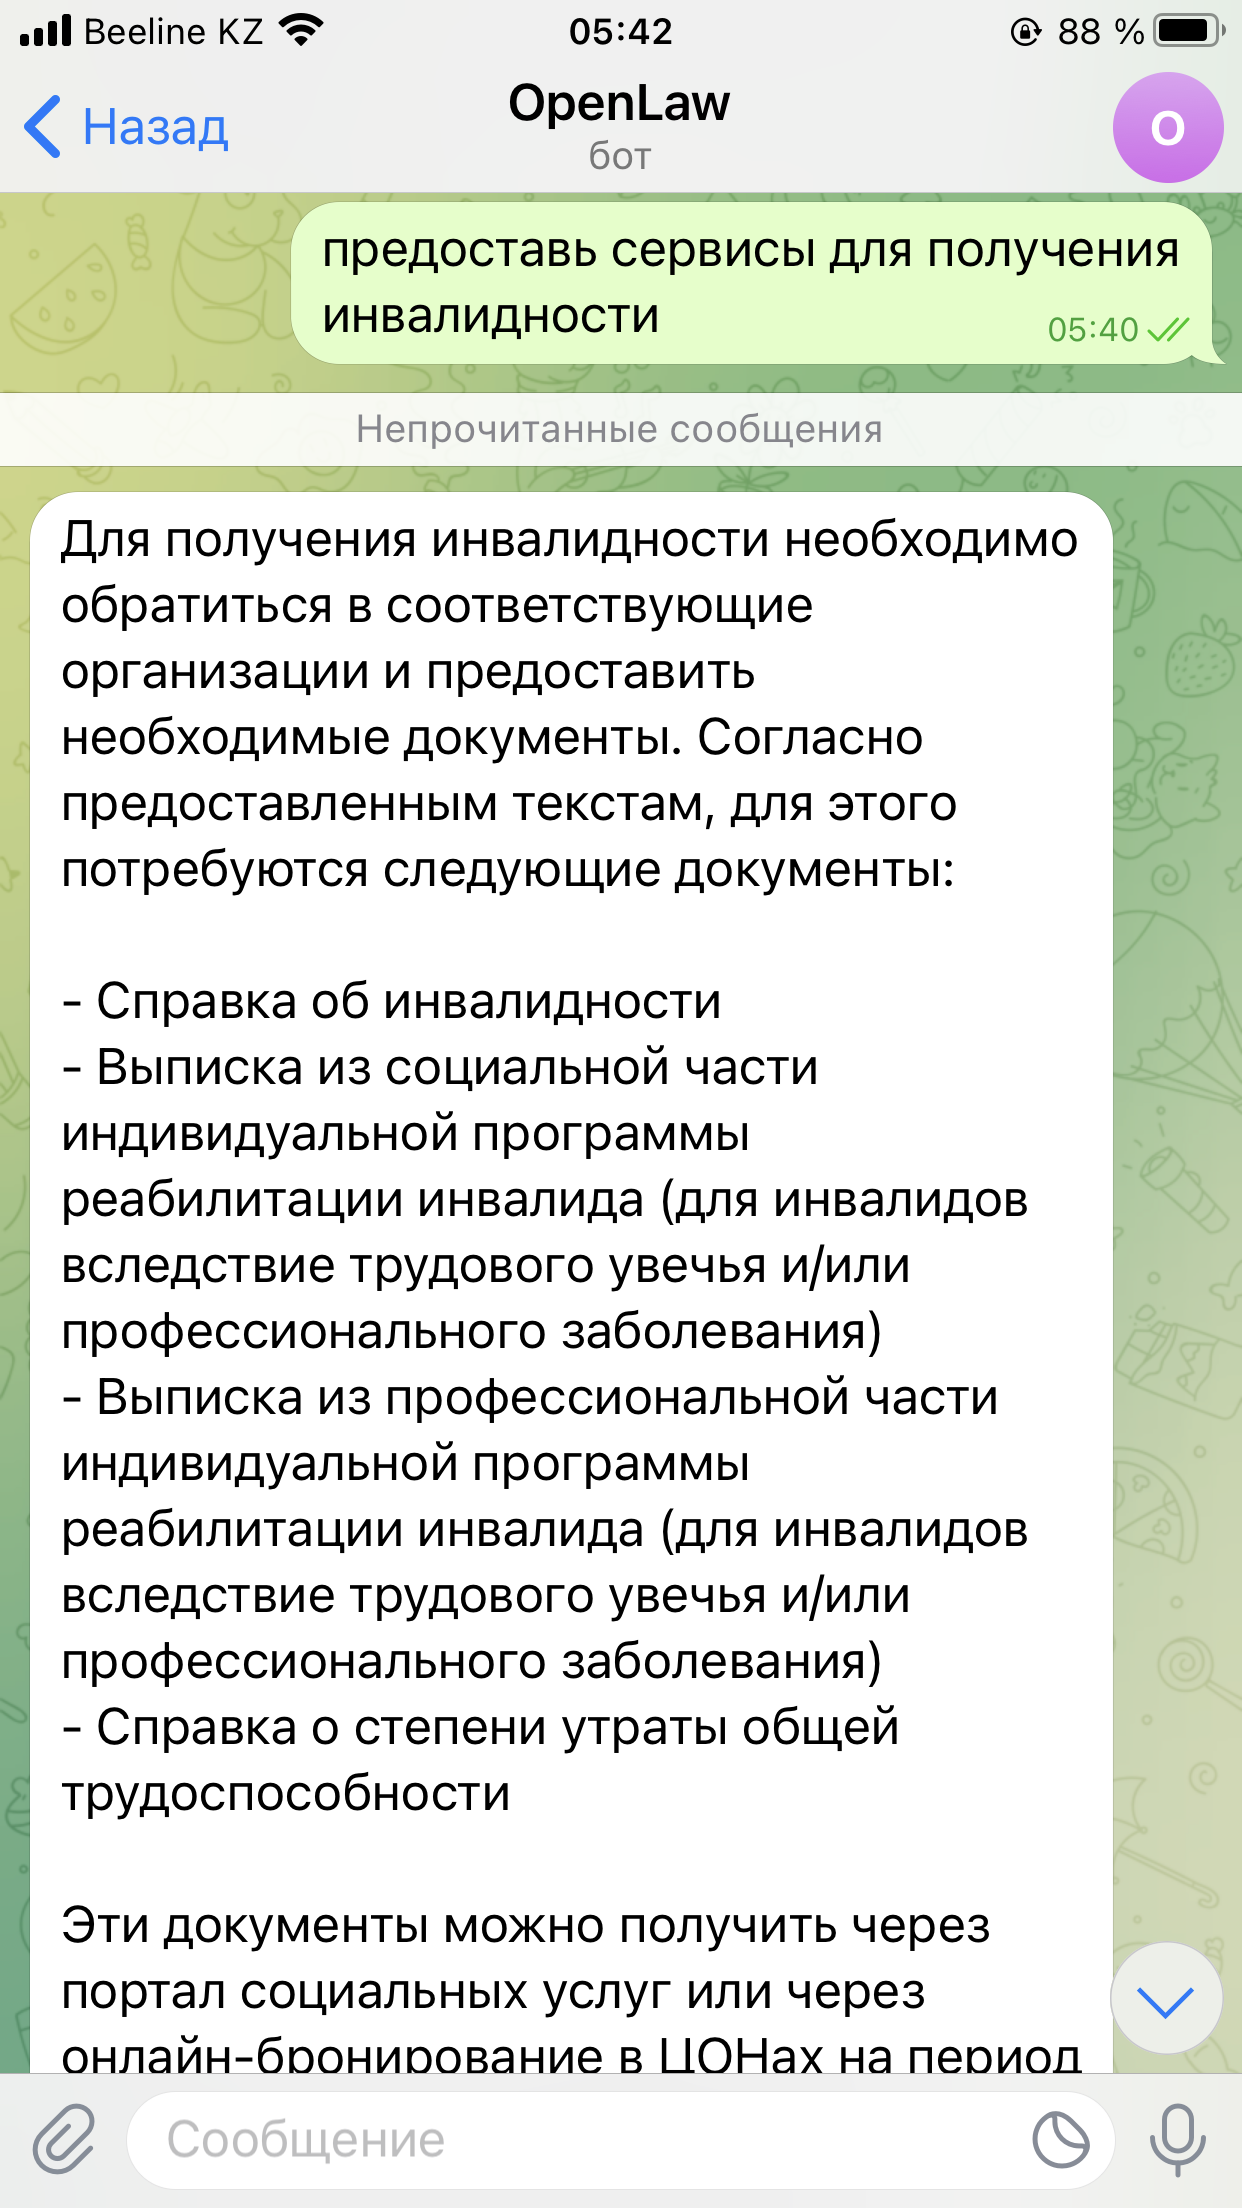 Beeline KZ 05:42 88 %
Назад OpenLaw O
бот
предоставь сервисы для получения
инвалидности
05:40
Непрочитанные сообщения
Для получения инвалидности необходимо
обратиться в соответствующие
организации и предоставить
необходимые документы. Согласно
предоставленным текстам, для этого
потребуются следующие документы:
- Справка об инвалидности
- Выписка из социальной части
индивидуальной программы
реабилитации инвалида (для инвалидов
вследствие трудового увечья и/или
профессионального заболевания)
- Выписка из профессиональной части
индивидуальной программы
реабилитации инвалида (для инвалидов
вследствие трудового увечья и/или
профессионального заболевания)
- Справка о степени утраты общей
трудоспособности
Эти документы можно получить через
портал социальных услуг или через
онлайн-бронирование в ЦОНах на период
Сообщение